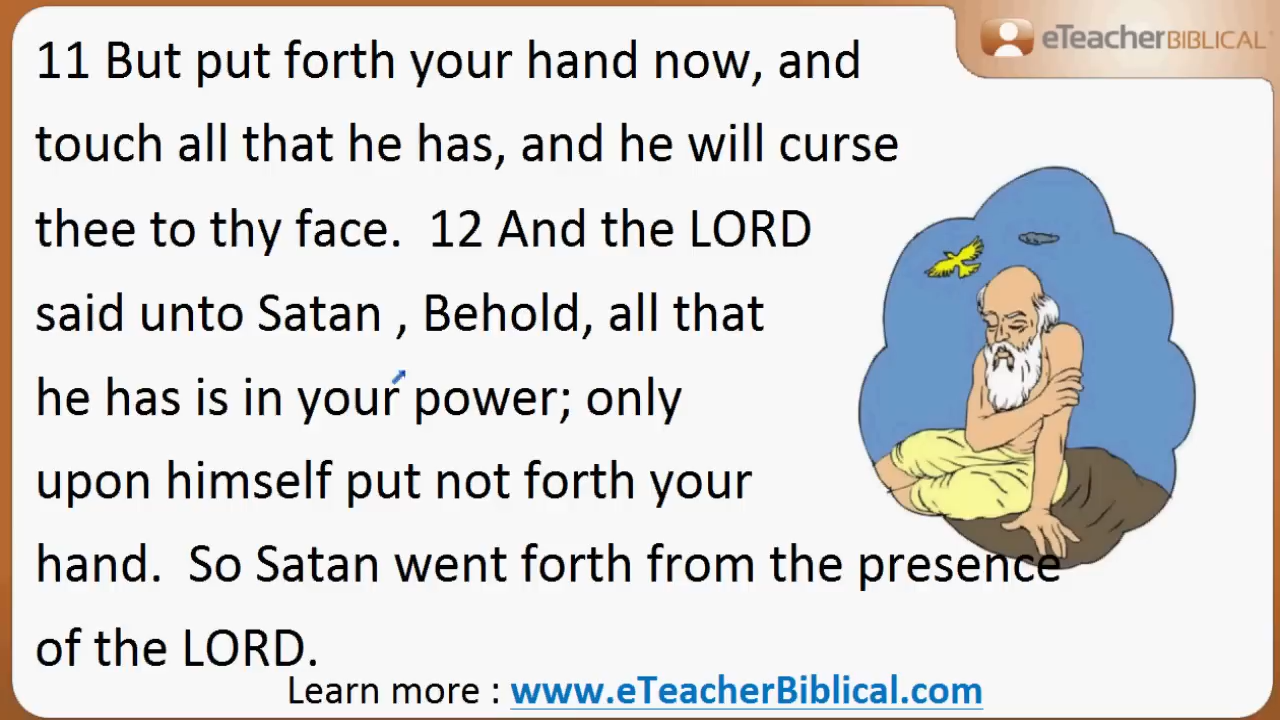 eTeacherBIBLICAL
11 But put forth your hand now, and
touch all that he has, and he will curse
thee to thy face.  12 And the LORD
said unto Satan , Behold, all that
he has is in your power; only
upon himself put not forth your
hand.  So Satan went forth from the presence
of the LORD.
Learn more : www.eTeacherBiblical.com